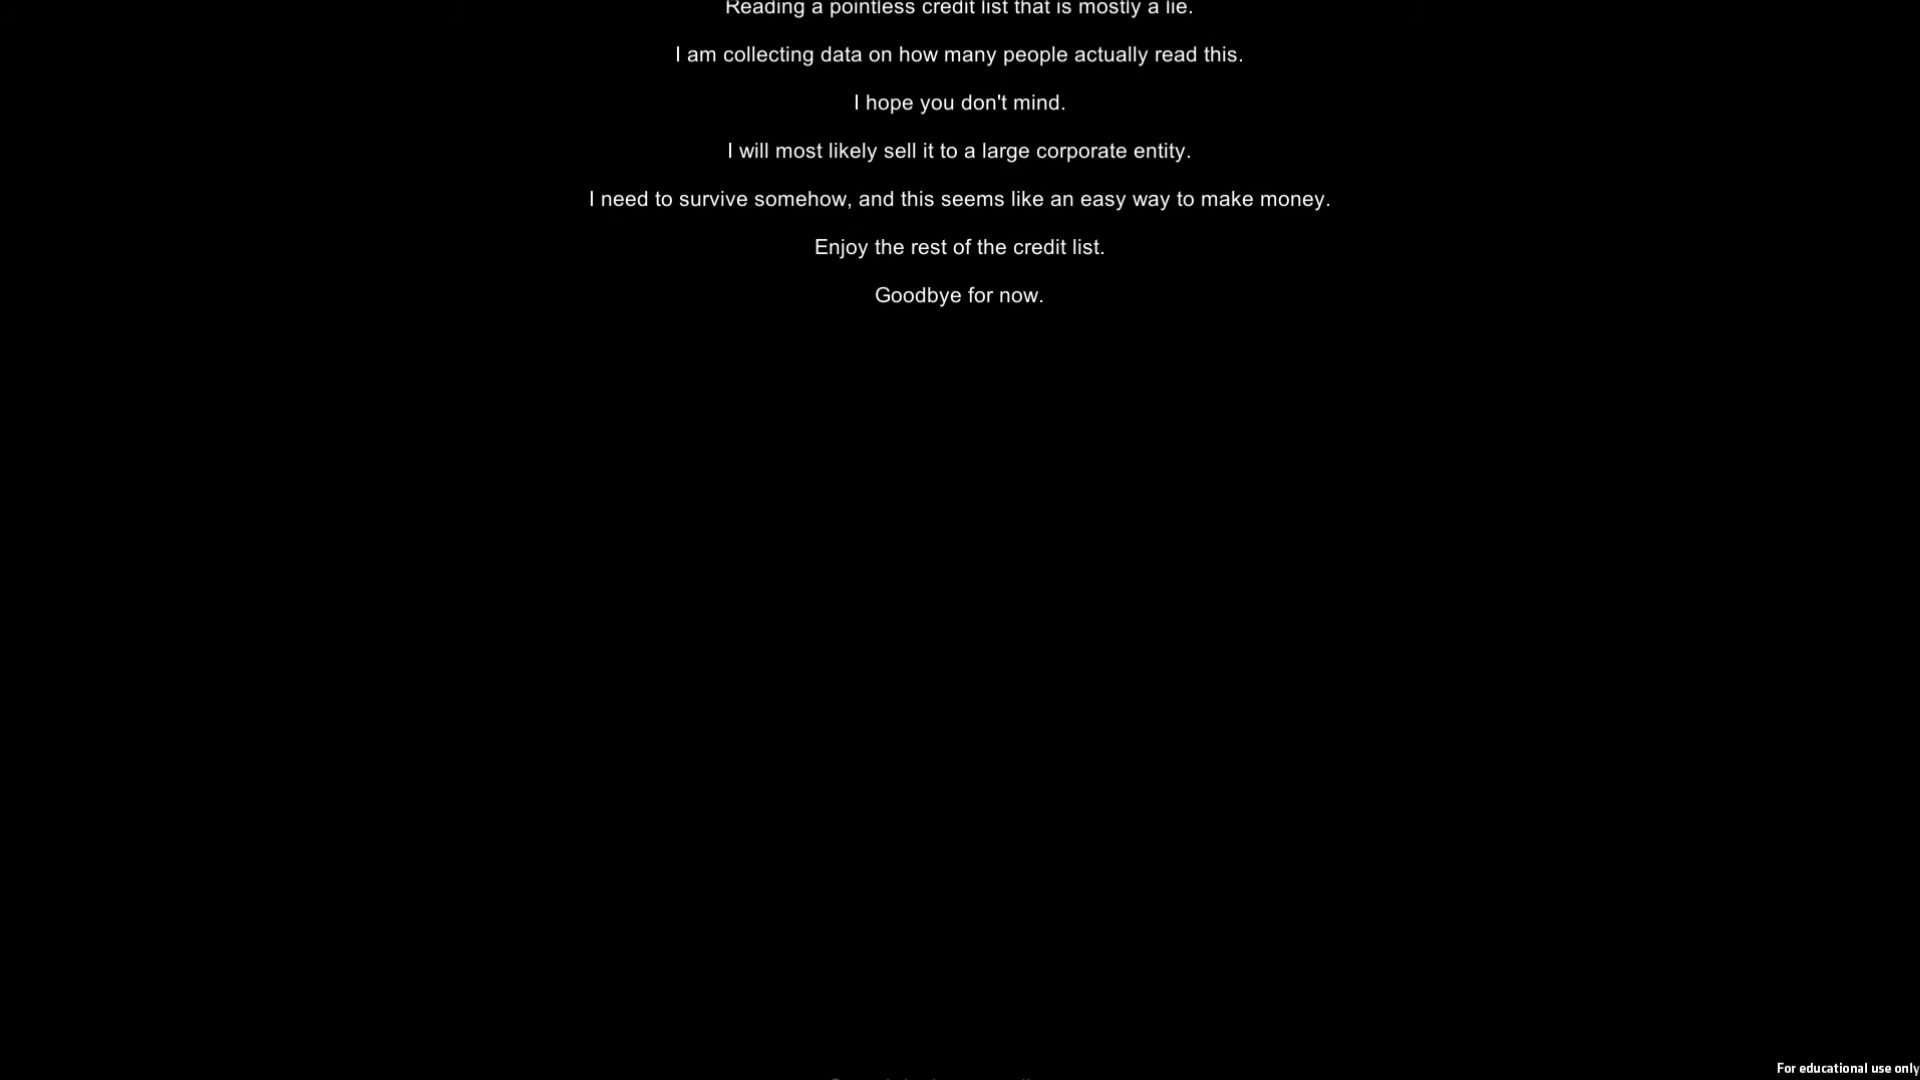 Reading a pointless credit list that is mostly a lie.
I am collecting data on how many people actually read this.
I hope you don't mind.
I will most likely sell it to a large corporate entity.
I need to survive somehow, and this seems like an easy way to make money.
Enjoy the rest of the credit list.
Goodbye for now.
For educational use only